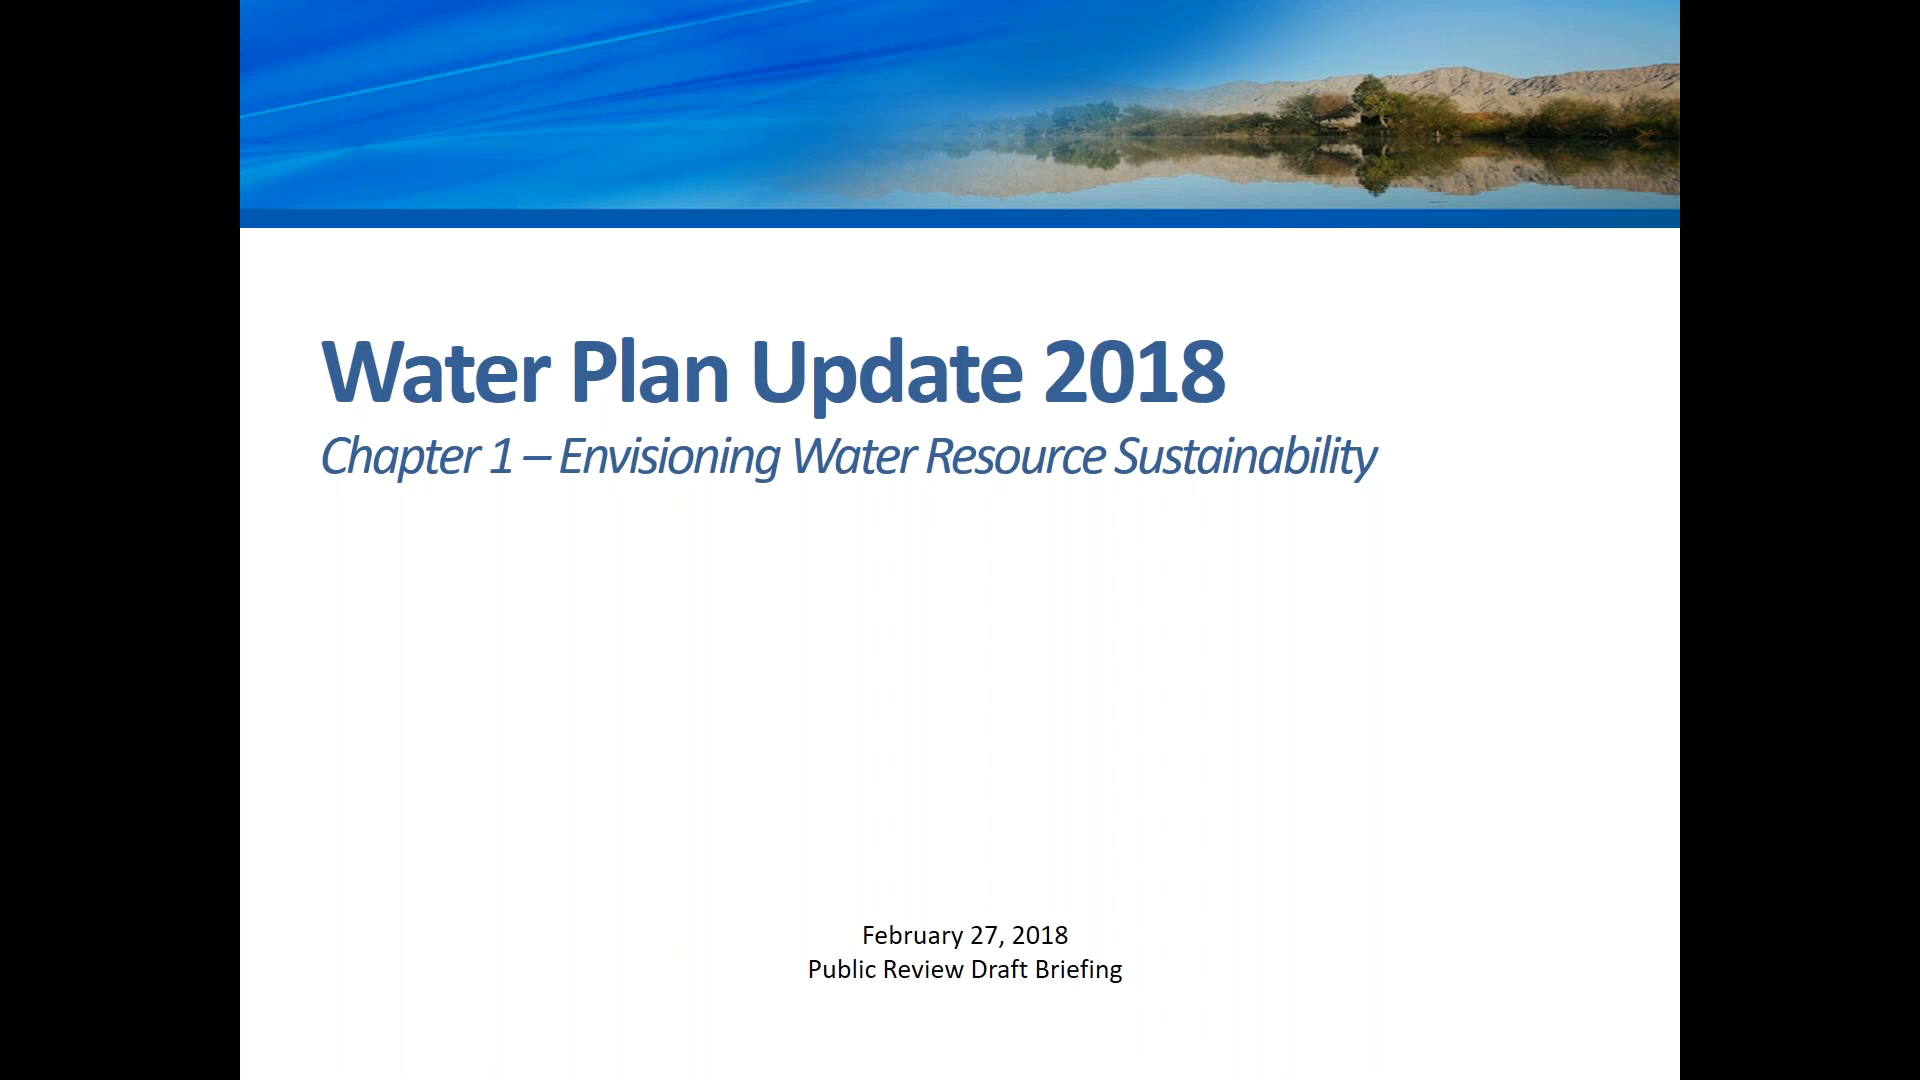 Water Plan Update 2018
Chapter 1 – Envisioning Water Resource Sustainability
February 27, 2018
Public Review Draft Briefing